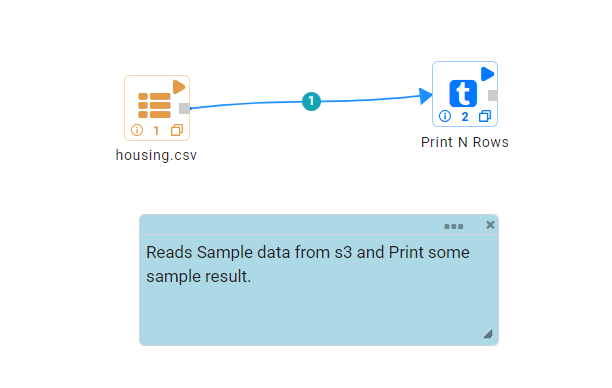 1
t
1
2
housing.csv
Print N Rows
Reads Sample data from s3 and Print some
sample result.